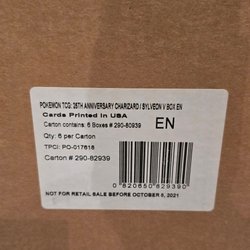 POKEMON TCG: 25TH ANNIVERSARY CHARIZARD / SYLVEON V BOX EN
Cards Printed in USA
Carton contains: 6 Boxes # 290-80939
EN
Qty: 6 per Carton
TPCI: PO-017616
Carton # 290-82939
0 820650 829390
NOT FOR RETAIL SALE BEFORE OCTOBER 8, 2021